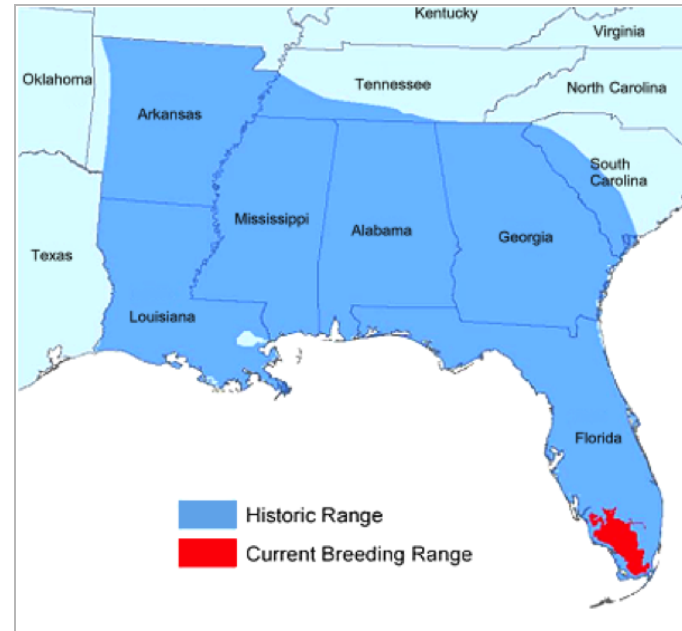 Kentucky
Virginia
Oklahoma
Tennessee
North Carolina
Arkansas
South
Carolina
Mississippi
Alabama
Georgia
Texas
Louisiana
Florida
Historic Range
Current Breeding Range